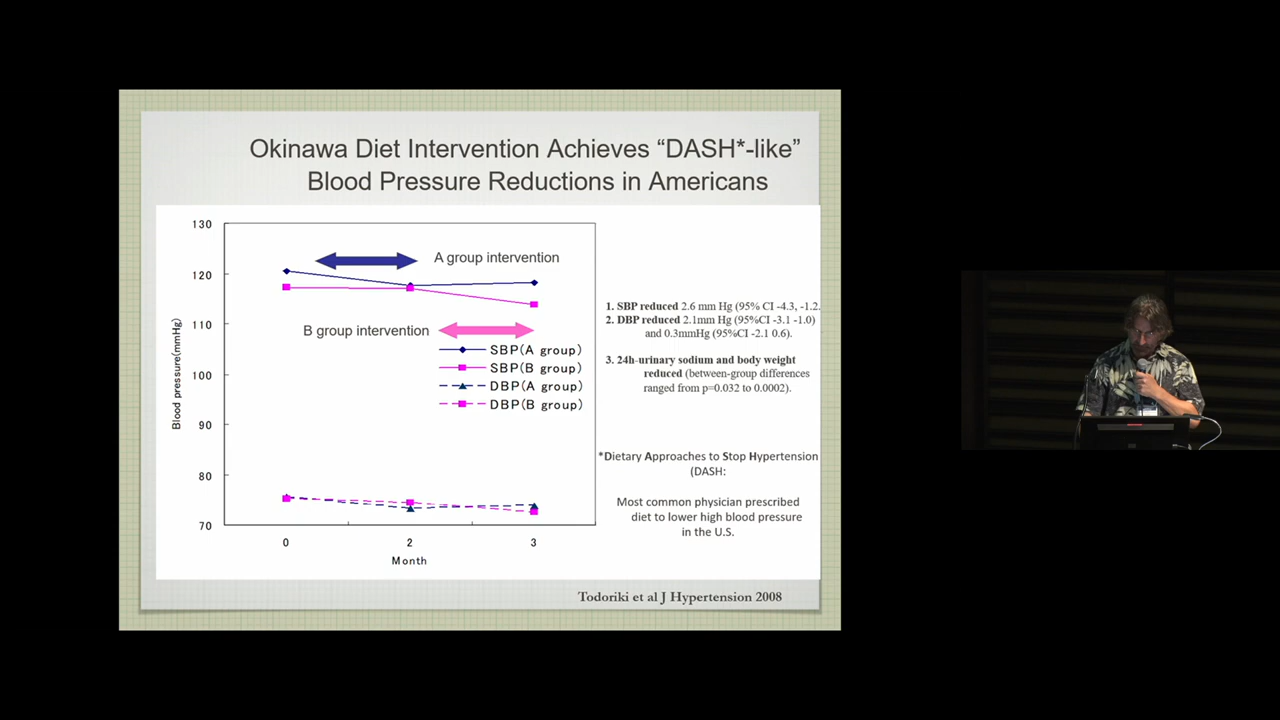 Okinawa Diet Intervention Achieves “DASH*-like”
Blood Pressure Reductions in Americans
130
120
110
100
90
80
70
Blood pressure(mmHg)
A group intervention
B group intervention
SBP(A group)
SBP(B group)
DBP(A group)
DBP(B group)
0
2
3
Month
1. SBP reduced 2.6 mm Hg (95% CI -4.3, -1.2.
2. DBP reduced 2.1mm Hg (95%CI -3.1 -1.0)
and 0.3mmHg (95%CI -2.1 0.6).
3. 24h-urinary sodium and body weight
reduced (between-group differences
ranged from p=0.032 to 0.0002).
*Dietary Approaches to Stop Hypertension
(DASH:
Most common physician prescribed
diet to lower high blood pressure
in the U.S.
Todoriki et al J Hypertension 2008